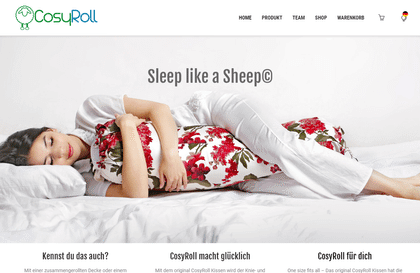 CosyRoll
HOME PRODUKT TEAM SHOP WARENKORB
Sleep like a Sheep©
Kennst du das auch?
Mit einer zusammengerollten Decke oder einem
CosyRoll macht glücklich
Mit dem original CosyRoll Kissen wird der Knie- und
CosyRoll für dich
One size fits all – Das original CosyRoll Kissen hat die